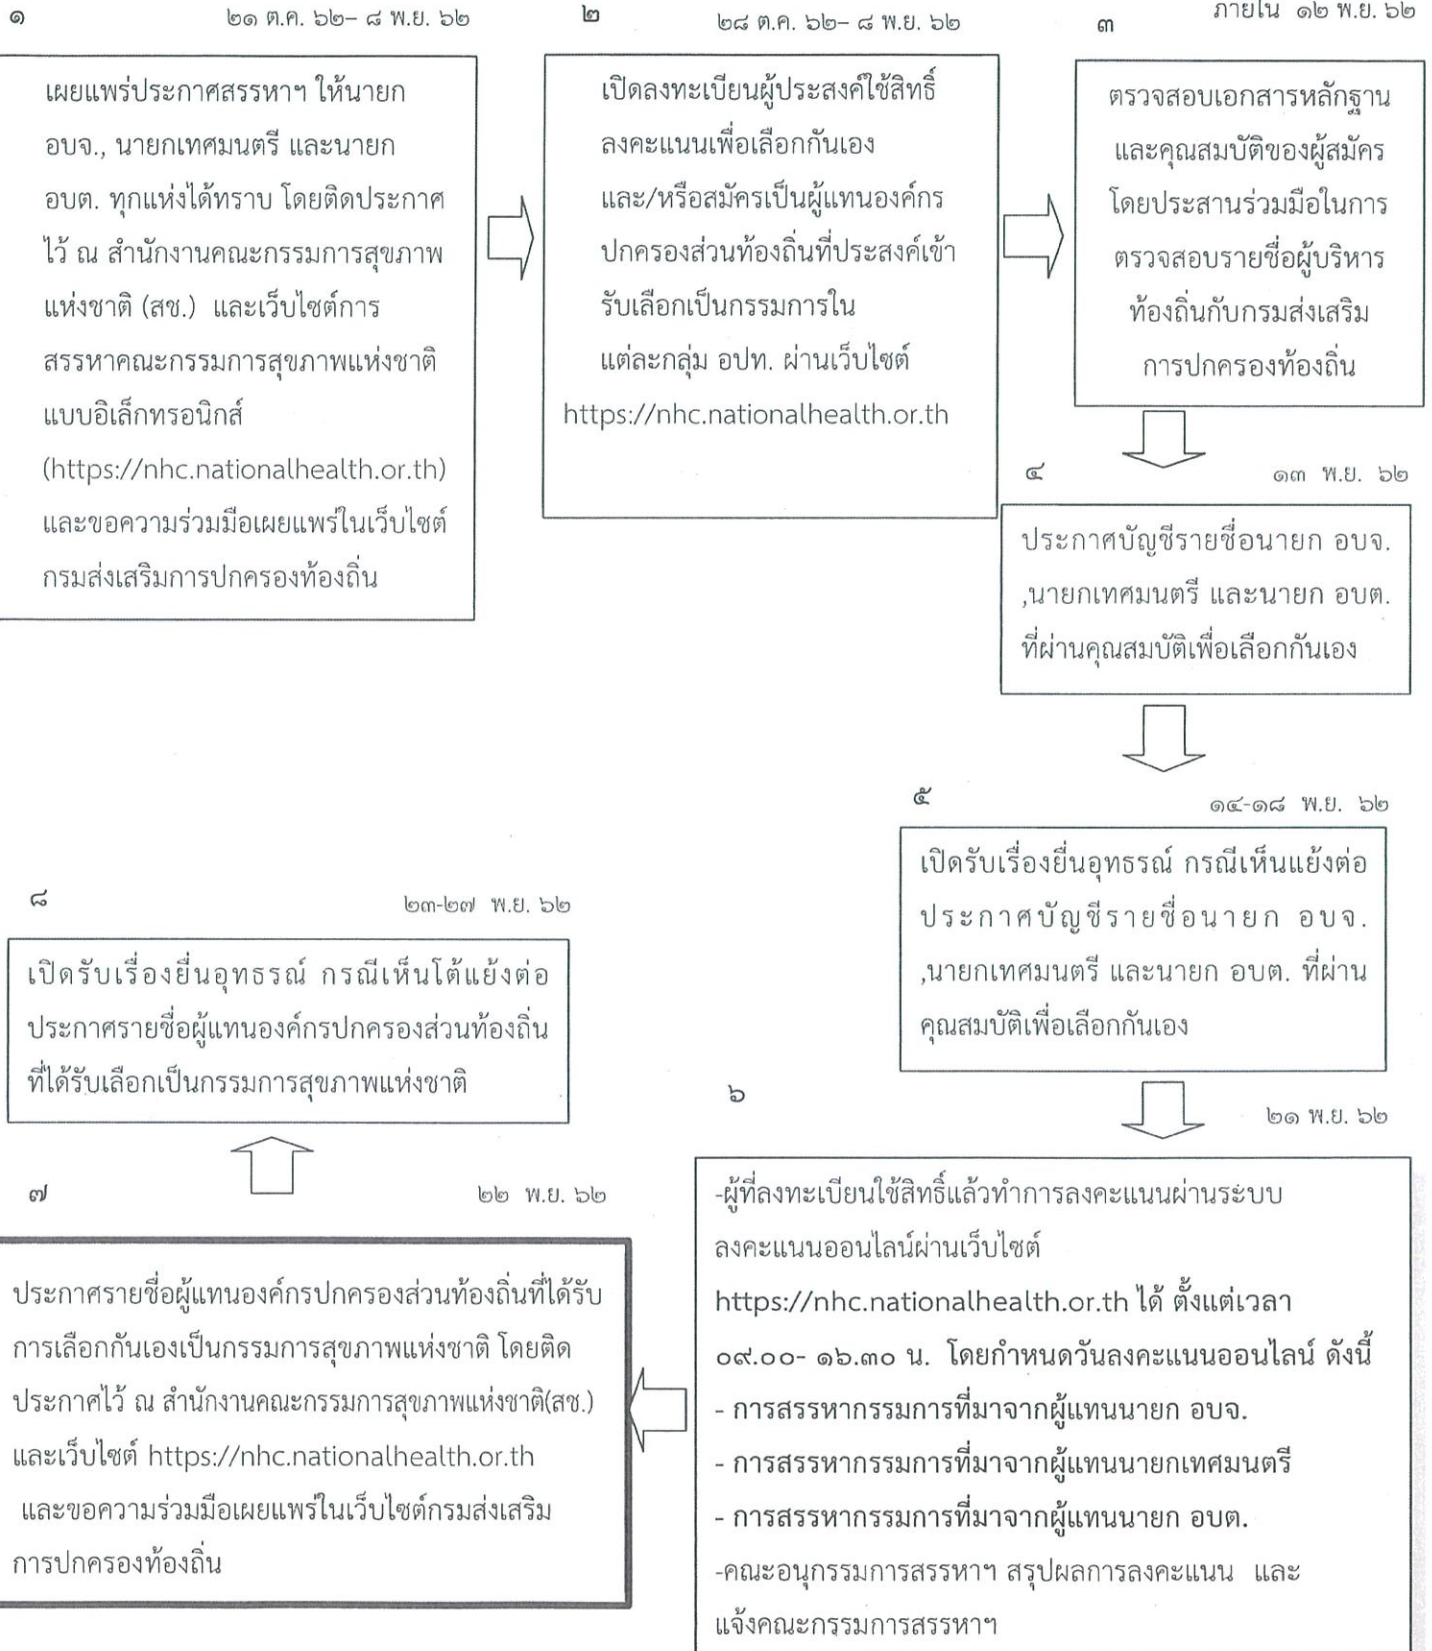 ๑
๒๑ ต.ค. ๖๒– ๘ พ.ย. ๖๒
เผยแพร่ประกาศสรรหาฯ ให้นายก
อบจ., นายกเทศมนตรี และนายก
อบต. ทุกแห่งได้ทราบ โดยติดประกาศ
ไว้ ณ สำนักงานคณะกรรมการสุขภาพ
แห่งชาติ (สช.) และเว็บไซต์การ
สรรหาคณะกรรมการสุขภาพแห่งชาติ
แบบอิเล็กทรอนิกส์
(https://nhc.nationalhealth.or.th)
และขอความร่วมมือเผยแพร่ในเว็บไซต์
กรมส่งเสริมการปกครองท้องถิ่น
๒
๒๘ ต.ค. ๖๒– ๘ พ.ย. ๖๒
เปิดลงทะเบียนผู้ประสงค์ใช้สิทธิ์
ลงคะแนนเพื่อเลือกกันเอง
และ/หรือสมัครเป็นผู้แทนองค์กร
ปกครองส่วนท้องถิ่นที่ประสงค์เข้า
รับเลือกเป็นกรรมการใน
แต่ละกลุ่ม อปท. ผ่านเว็บไซต์
https://nhc.nationalhealth.or.th
๓
ภายใน ๑๒ พ.ย. ๖๒
ตรวจสอบเอกสารหลักฐาน
และคุณสมบัติของผู้สมัคร
โดยประสานร่วมมือในการ
ตรวจสอบรายชื่อผู้บริหาร
ท้องถิ่นกับกรมส่งเสริม
การปกครองท้องถิ่น
๔
๑๓ พ.ย. ๖๒
ประกาศบัญชีรายชื่อนายก อบจ.
,นายกเทศมนตรี และนายก อบต.
ที่ผ่านคุณสมบัติเพื่อเลือกกันเอง
๕
๑๔-๑๘ พ.ย. ๖๒
เปิดรับเรื่องยื่นอุทธรณ์ กรณีเห็นแย้งต่อ
ประกาศบัญชีรายชื่อนายก อบจ.
,นายกเทศมนตรี และนายก อบต. ที่ผ่าน
คุณสมบัติเพื่อเลือกกันเอง
๖
๒๑ พ.ย. ๖๒
-ผู้ที่ลงทะเบียนใช้สิทธิ์แล้วทำการลงคะแนนผ่านระบบ
ลงคะแนนออนไลน์ผ่านเว็บไซต์
https://nhc.nationalhealth.or.th ได้ ตั้งแต่เวลา
๐๙.๐๐- ๑๖.๓๐ น. โดยกำหนดวันลงคะแนนออนไลน์ ดังนี้
- การสรรหากรรมการที่มาจากผู้แทนนายก อบจ.
- การสรรหากรรมการที่มาจากผู้แทนนายกเทศมนตรี
- การสรรหากรรมการที่มาจากผู้แทนนายก อบต.
-คณะอนุกรรมการสรรหาฯ สรุปผลการลงคะแนน และ
แจ้งคณะกรรมการสรรหาฯ
๗
๒๒ พ.ย. ๖๒
ประกาศรายชื่อผู้แทนองค์กรปกครองส่วนท้องถิ่นที่ได้รับ
การเลือกกันเองเป็นกรรมการสุขภาพแห่งชาติ โดยติด
ประกาศไว้ ณ สำนักงานคณะกรรมการสุขภาพแห่งชาติ(สช.)
และเว็บไซต์ https://nhc.nationalhealth.or.th
และขอความร่วมมือเผยแพร่ในเว็บไซต์กรมส่งเสริม
การปกครองท้องถิ่น
๘
๒๓-๒๗ พ.ย. ๖๒
เปิดรับเรื่องยื่นอุทธรณ์ กรณีเห็นโต้แย้งต่อ
ประกาศรายชื่อผู้แทนองค์กรปกครองส่วนท้องถิ่น
ที่ได้รับเลือกเป็นกรรมการสุขภาพแห่งชาติ